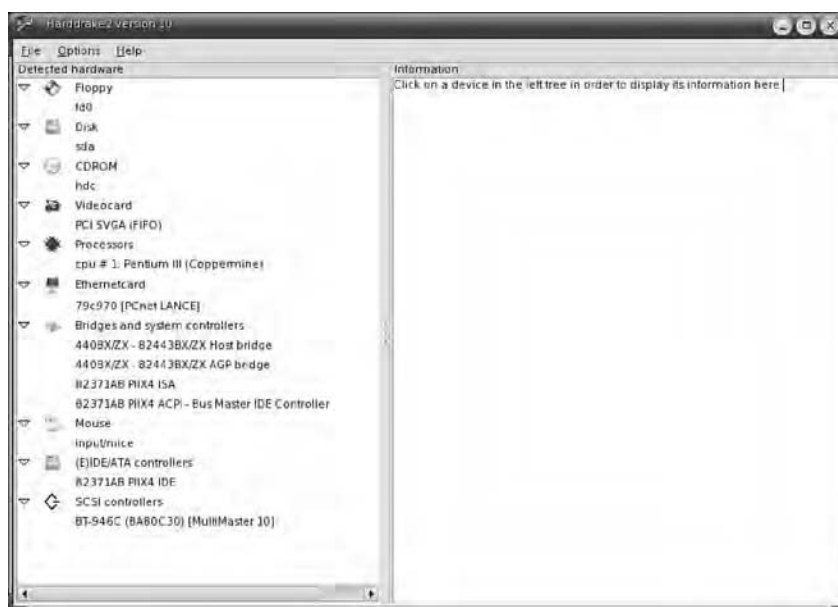 Harddrake2 version 10
File Options Help
Detected hardware
Floppy
fd0
Disk
sda
CDROM
hdc
Videocard
PCI SVGA (FIFO)
Processors
cpu # 1: Pentium III (Coppermine)
Ethernetcard
79c970 [PCnet LANCE]
Bridges and system controllers
440BX/ZX - 82443BX/ZX Host bridge
440BX/ZX - 82443BX/ZX AGP bridge
82371AB PIIX4 ISA
82371AB PIIX4 ACPI - Bus Master IDE Controller
Mouse
input/mice
(E)IDE/ATA controllers
82371AB PIIX4 IDE
SCSI controllers
BT-946C (BA80C30) [MultiMaster 10]
Information
Click on a device in the left tree in order to display its information here.